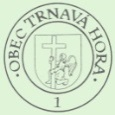 · OBEC TRNAVÁ HORA ·
1